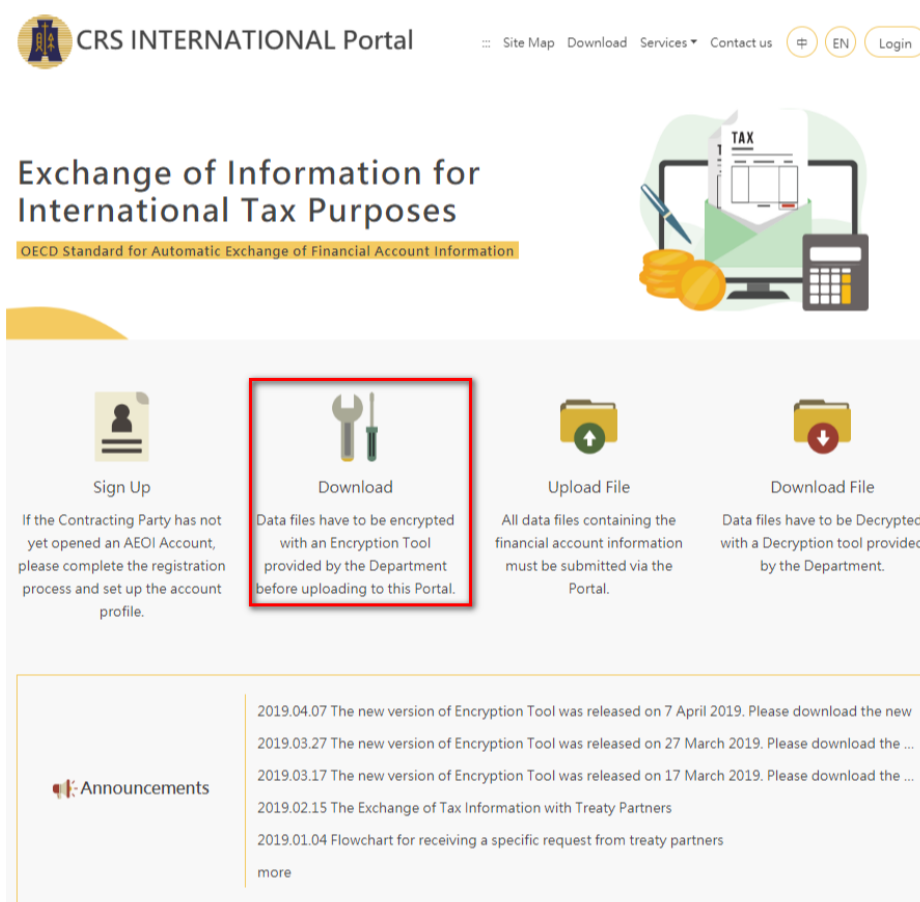 CRS INTERNATIONAL Portal
::: Site Map Download Services Contact us 中 EN Login
TAX
Exchange of Information for
International Tax Purposes
OECD Standard for Automatic Exchange of Financial Account Information
Sign Up
If the Contracting Party has not
yet opened an AEOI Account,
please complete the registration
process and set up the account
profile.
Download
Data files have to be encrypted
with an Encryption Tool
provided by the Department
before uploading to this Portal.
Upload File
All data files containing the
financial account information
must be submitted via the
Portal.
Download File
Data files have to be Decrypted
with a Decryption tool provided
by the Department.
Announcements
2019.04.07 The new version of Encryption Tool was released on 7 April 2019. Please download the new
2019.03.27 The new version of Encryption Tool was released on 27 March 2019. Please download the ...
2019.03.17 The new version of Encryption Tool was released on 17 March 2019. Please download the ...
2019.02.15 The Exchange of Tax Information with Treaty Partners
2019.01.04 Flowchart for receiving a specific request from treaty partners
more